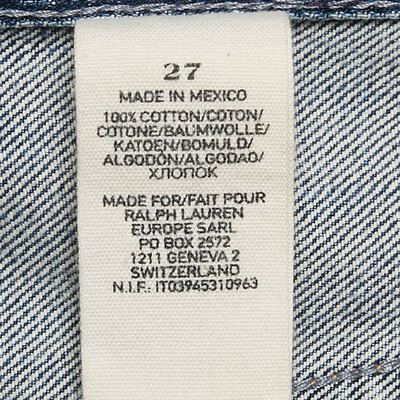 27
MADE IN MEXICO
100% COTTON/COTON/
COTONE/BAUMWOLLE/
KATOEN/BOMULD/
ALGODÓN/ALGODAO/
ХЛОПОК
MADE FOR/FAIT POUR
RALPH LAUREN
EUROPE SARL
PO BOX 2572
1211 GENEVA 2
SWITZERLAND
N.I.F.: IT03945310963